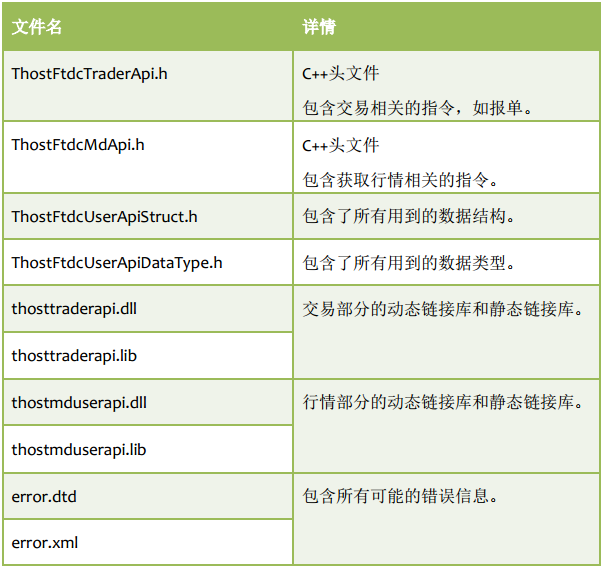 文件名 详情
ThostFtdcTraderApi.h C++头文件
包含交易相关的指令，如报单。
ThostFtdcMdApi.h C++头文件
包含获取行情相关的指令。
ThostFtdcUserApiStruct.h 包含了所有用到的数据结构。
ThostFtdcUserApiDataType.h 包含了所有用到的数据类型。
thosttraderapi.dll 交易部分的动态链接库和静态链接库。
thosttraderapi.lib
thostmduserapi.dll 行情部分的动态链接库和静态链接库。
thostmduserapi.lib
error.dtd 包含所有可能的错误信息。
error.xml